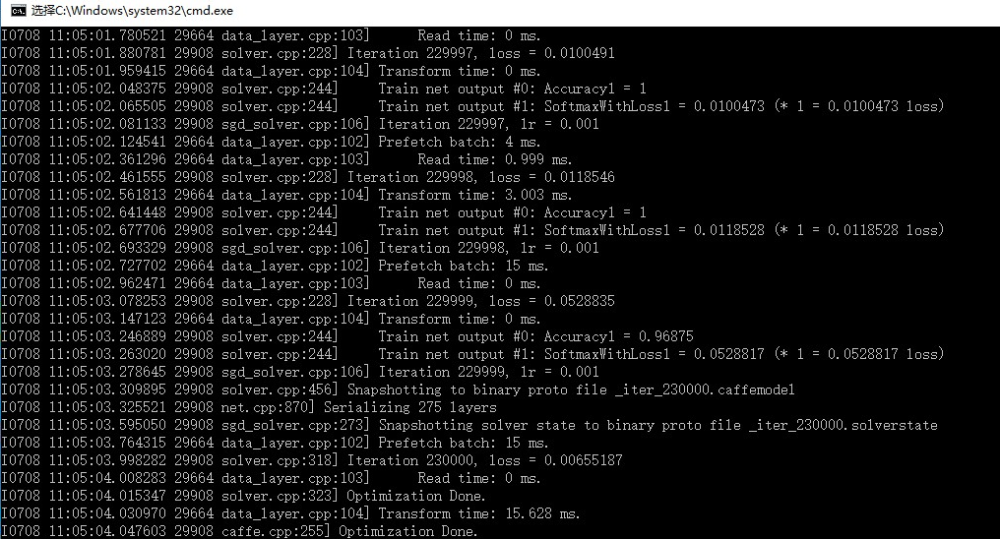 选择C:\Windows\system32\cmd.exe
I0708 11:05:01.780521 29664 data_layer.cpp:103]      Read time: 0 ms.
I0708 11:05:01.880781 29908 solver.cpp:228] Iteration 229997, loss = 0.0100491
I0708 11:05:01.959415 29664 data_layer.cpp:104] Transform time: 0 ms.
I0708 11:05:02.048375 29908 solver.cpp:244]     Train net output #0: Accuracy1 = 1
I0708 11:05:02.065505 29908 solver.cpp:244]     Train net output #1: SoftmaxWithLoss1 = 0.0100473 (* 1 = 0.0100473 loss)
I0708 11:05:02.081133 29908 sgd_solver.cpp:106] Iteration 229997, lr = 0.001
I0708 11:05:02.124541 29664 data_layer.cpp:102] Prefetch batch: 4 ms.
I0708 11:05:02.361296 29664 data_layer.cpp:103]      Read time: 0.999 ms.
I0708 11:05:02.461555 29908 solver.cpp:228] Iteration 229998, loss = 0.0118546
I0708 11:05:02.561813 29664 data_layer.cpp:104] Transform time: 3.003 ms.
I0708 11:05:02.641448 29908 solver.cpp:244]     Train net output #0: Accuracy1 = 1
I0708 11:05:02.677706 29908 solver.cpp:244]     Train net output #1: SoftmaxWithLoss1 = 0.0118528 (* 1 = 0.0118528 loss)
I0708 11:05:02.693329 29908 sgd_solver.cpp:106] Iteration 229998, lr = 0.001
I0708 11:05:02.727702 29664 data_layer.cpp:102] Prefetch batch: 15 ms.
I0708 11:05:02.962471 29664 data_layer.cpp:103]      Read time: 0 ms.
I0708 11:05:03.078253 29908 solver.cpp:228] Iteration 229999, loss = 0.0528835
I0708 11:05:03.147123 29664 data_layer.cpp:104] Transform time: 0 ms.
I0708 11:05:03.246889 29908 solver.cpp:244]     Train net output #0: Accuracy1 = 0.96875
I0708 11:05:03.263020 29908 solver.cpp:244]     Train net output #1: SoftmaxWithLoss1 = 0.0528817 (* 1 = 0.0528817 loss)
I0708 11:05:03.278645 29908 sgd_solver.cpp:106] Iteration 229999, lr = 0.001
I0708 11:05:03.309895 29908 solver.cpp:456] Snapshotting to binary proto file _iter_230000.caffemodel
I0708 11:05:03.325521 29908 net.cpp:870] Serializing 275 layers
I0708 11:05:03.595050 29908 sgd_solver.cpp:273] Snapshotting solver state to binary proto file _iter_230000.solverstate
I0708 11:05:03.764315 29664 data_layer.cpp:102] Prefetch batch: 15 ms.
I0708 11:05:03.998282 29908 solver.cpp:318] Iteration 230000, loss = 0.00655187
I0708 11:05:04.008283 29664 data_layer.cpp:103]      Read time: 0 ms.
I0708 11:05:04.015347 29908 solver.cpp:323] Optimization Done.
I0708 11:05:04.030970 29664 data_layer.cpp:104] Transform time: 15.628 ms.
I0708 11:05:04.047603 29908 caffe.cpp:255] Optimization Done.